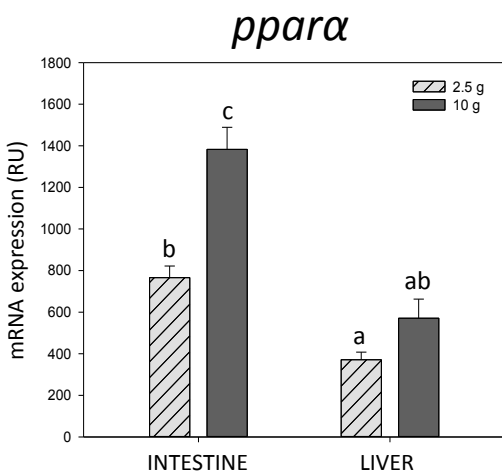 pparα
mRNA expression (RU)
1800
1600
1400
1200
1000
800
600
400
200
0
2.5 g
10 g
b
c
a
ab
INTESTINE
LIVER